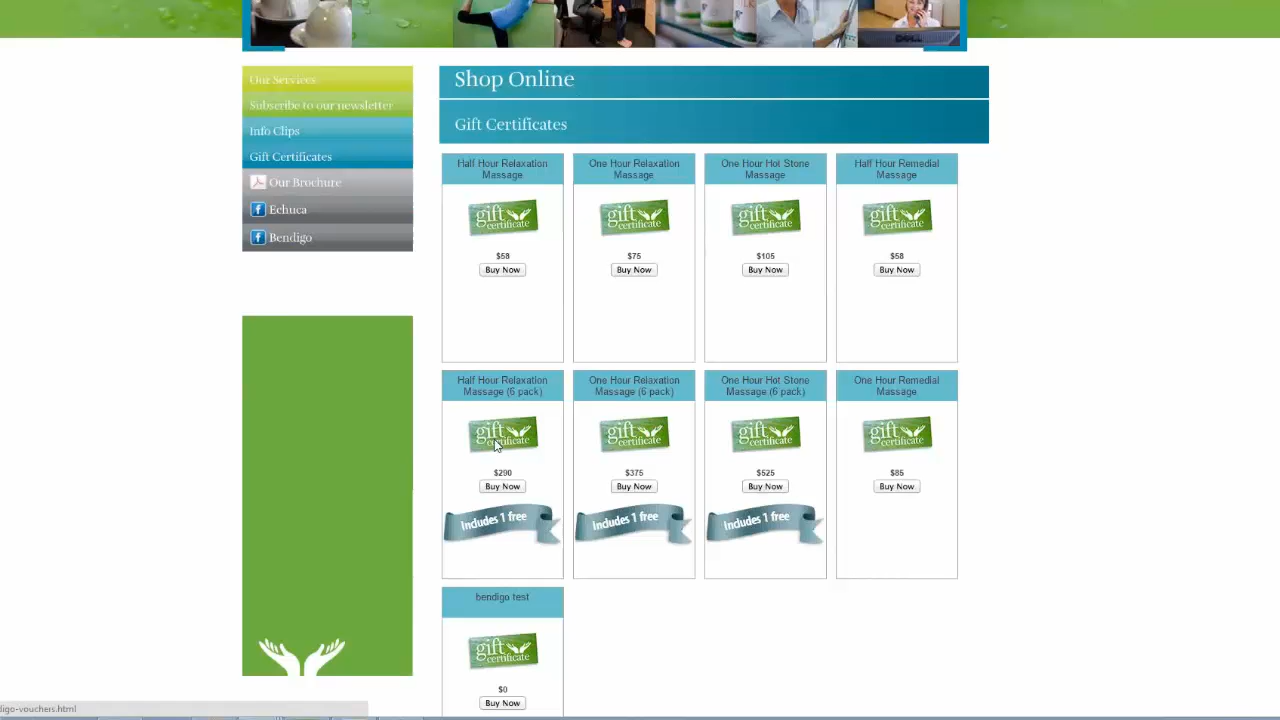 DELL
Our Services
Subscribe to our newsletter
Info Clips
Gift Certificates
Our Brochure
Echuca
Bendigo
Shop Online
Gift Certificates
Half Hour Relaxation
Massage
gift
certificate
$58
Buy Now
One Hour Relaxation
Massage
gift
certificate
$75
Buy Now
One Hour Hot Stone
Massage
gift
certificate
$105
Buy Now
Half Hour Remedial
Massage
gift
certificate
$58
Buy Now
Half Hour Relaxation
Massage (6 pack)
gift
certificate
$290
Buy Now
Includes 1 free
One Hour Relaxation
Massage (6 pack)
gift
certificate
$375
Buy Now
Includes 1 free
One Hour Hot Stone
Massage (6 pack)
gift
certificate
$525
Buy Now
Includes 1 free
One Hour Remedial
Massage
gift
certificate
$85
Buy Now
bendigo test
gift
certificate
$0
Buy Now
digo-vouchers.html